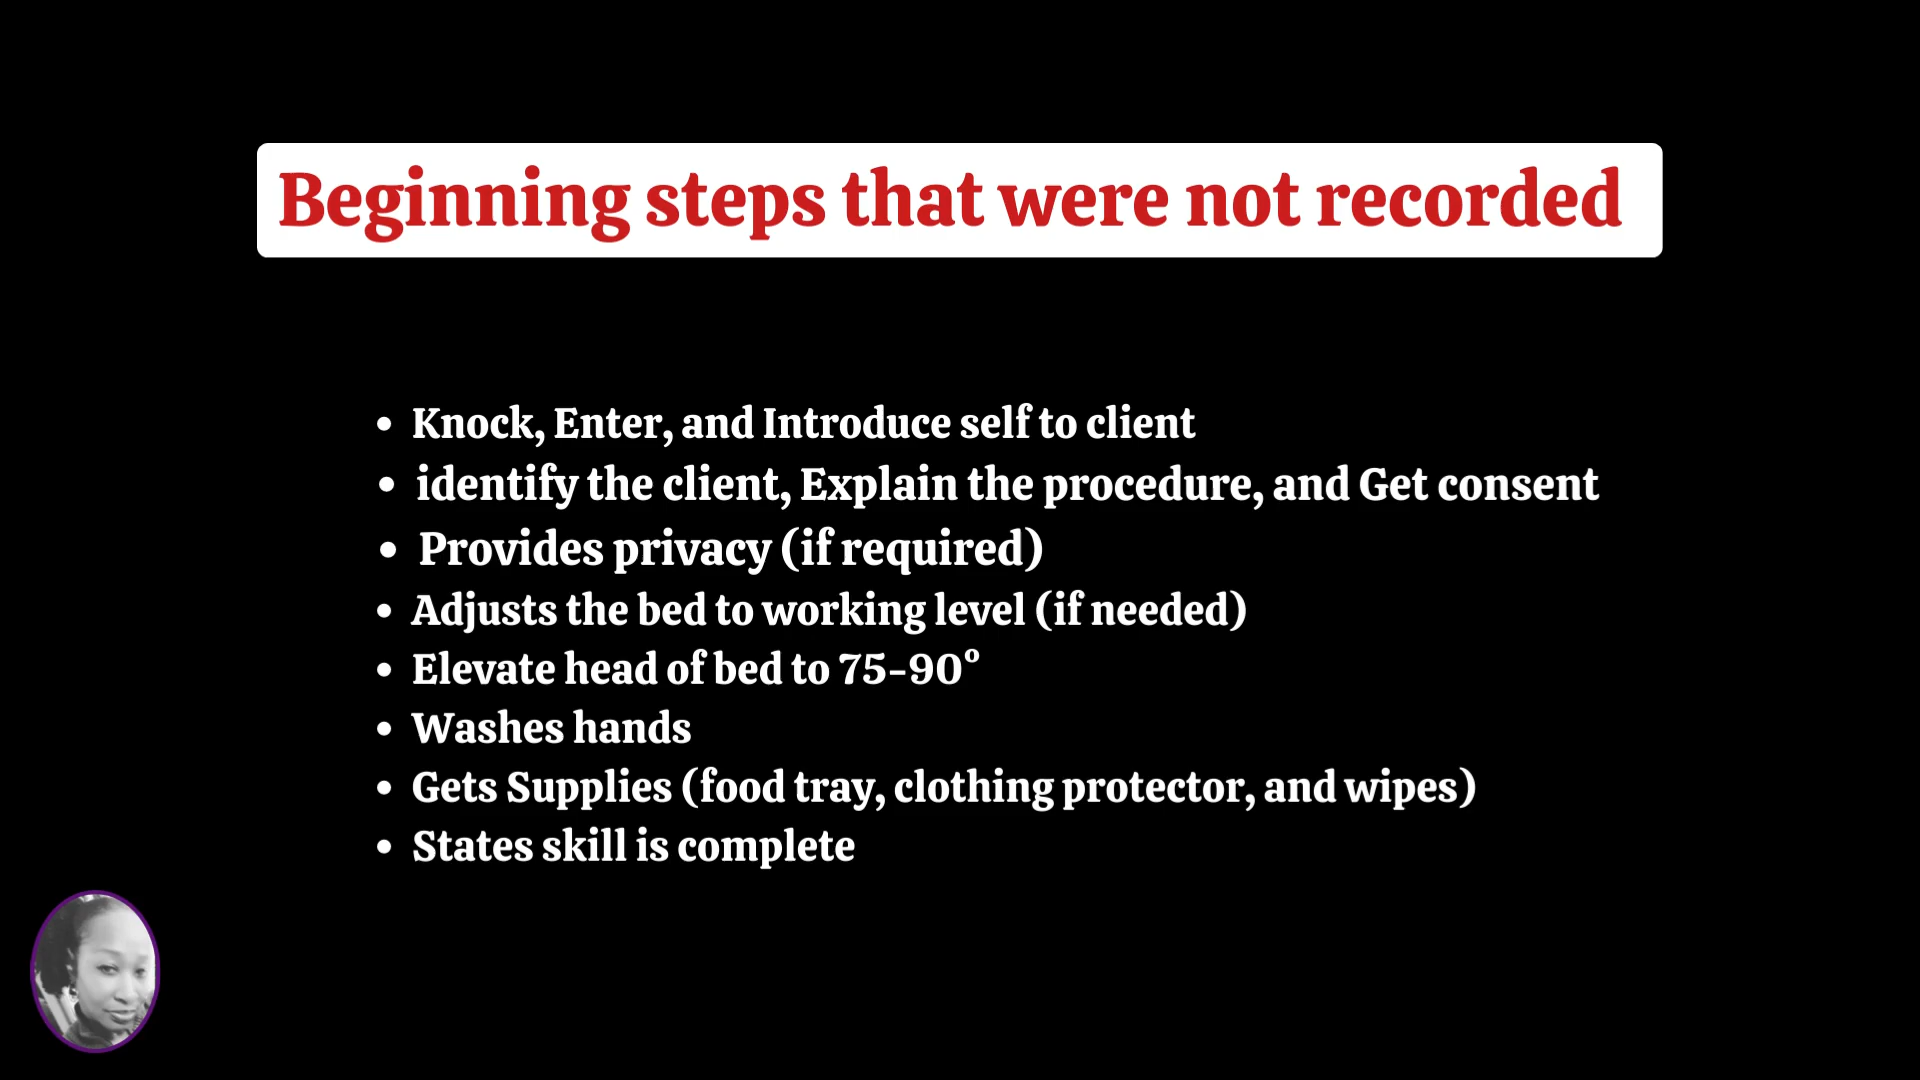 Beginning steps that were not recorded
• Knock, Enter, and Introduce self to client
• identify the client, Explain the procedure, and Get consent
• Provides privacy (if required)
• Adjusts the bed to working level (if needed)
• Elevate head of bed to 75-90°
• Washes hands
• Gets Supplies (food tray, clothing protector, and wipes)
• States skill is complete